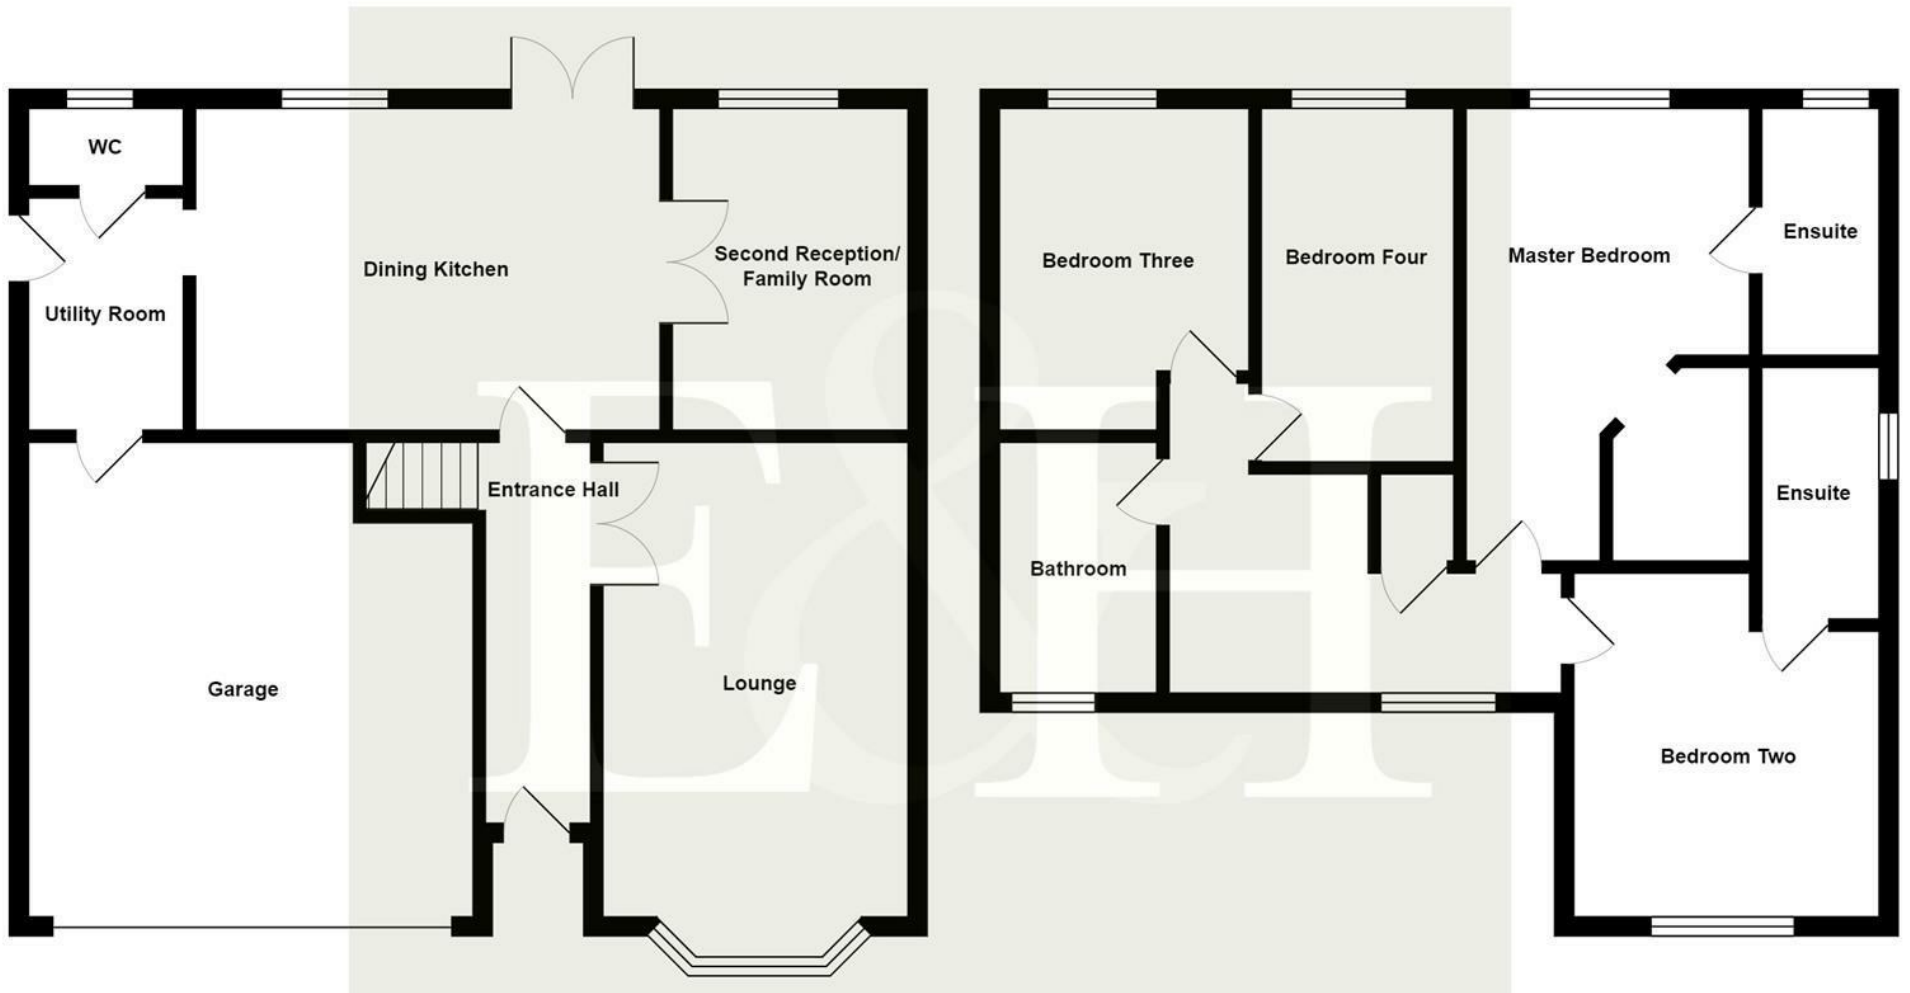 WC
Dining Kitchen
Second Reception/
Family Room
Utility Room
Entrance Hall
Garage
Lounge
Bedroom Three
Bedroom Four
Master Bedroom
Ensuite
Ensuite
Bathroom
Bedroom Two
E&H